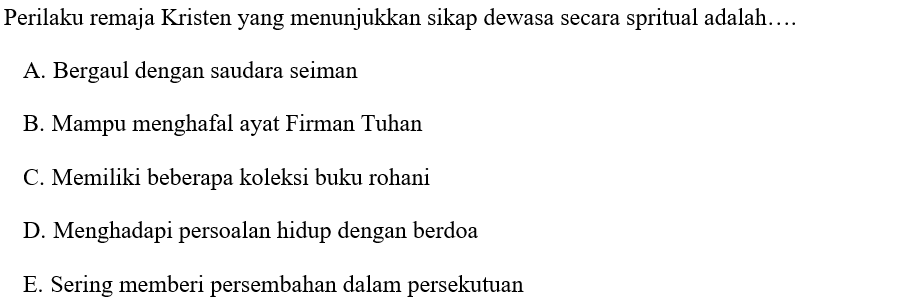 Perilaku remaja Kristen yang menunjukkan sikap dewasa secara spritual adalah….
A. Bergaul dengan saudara seiman
B. Mampu menghafal ayat Firman Tuhan
C. Memiliki beberapa koleksi buku rohani
D. Menghadapi persoalan hidup dengan berdoa
E. Sering memberi persembahan dalam persekutuan